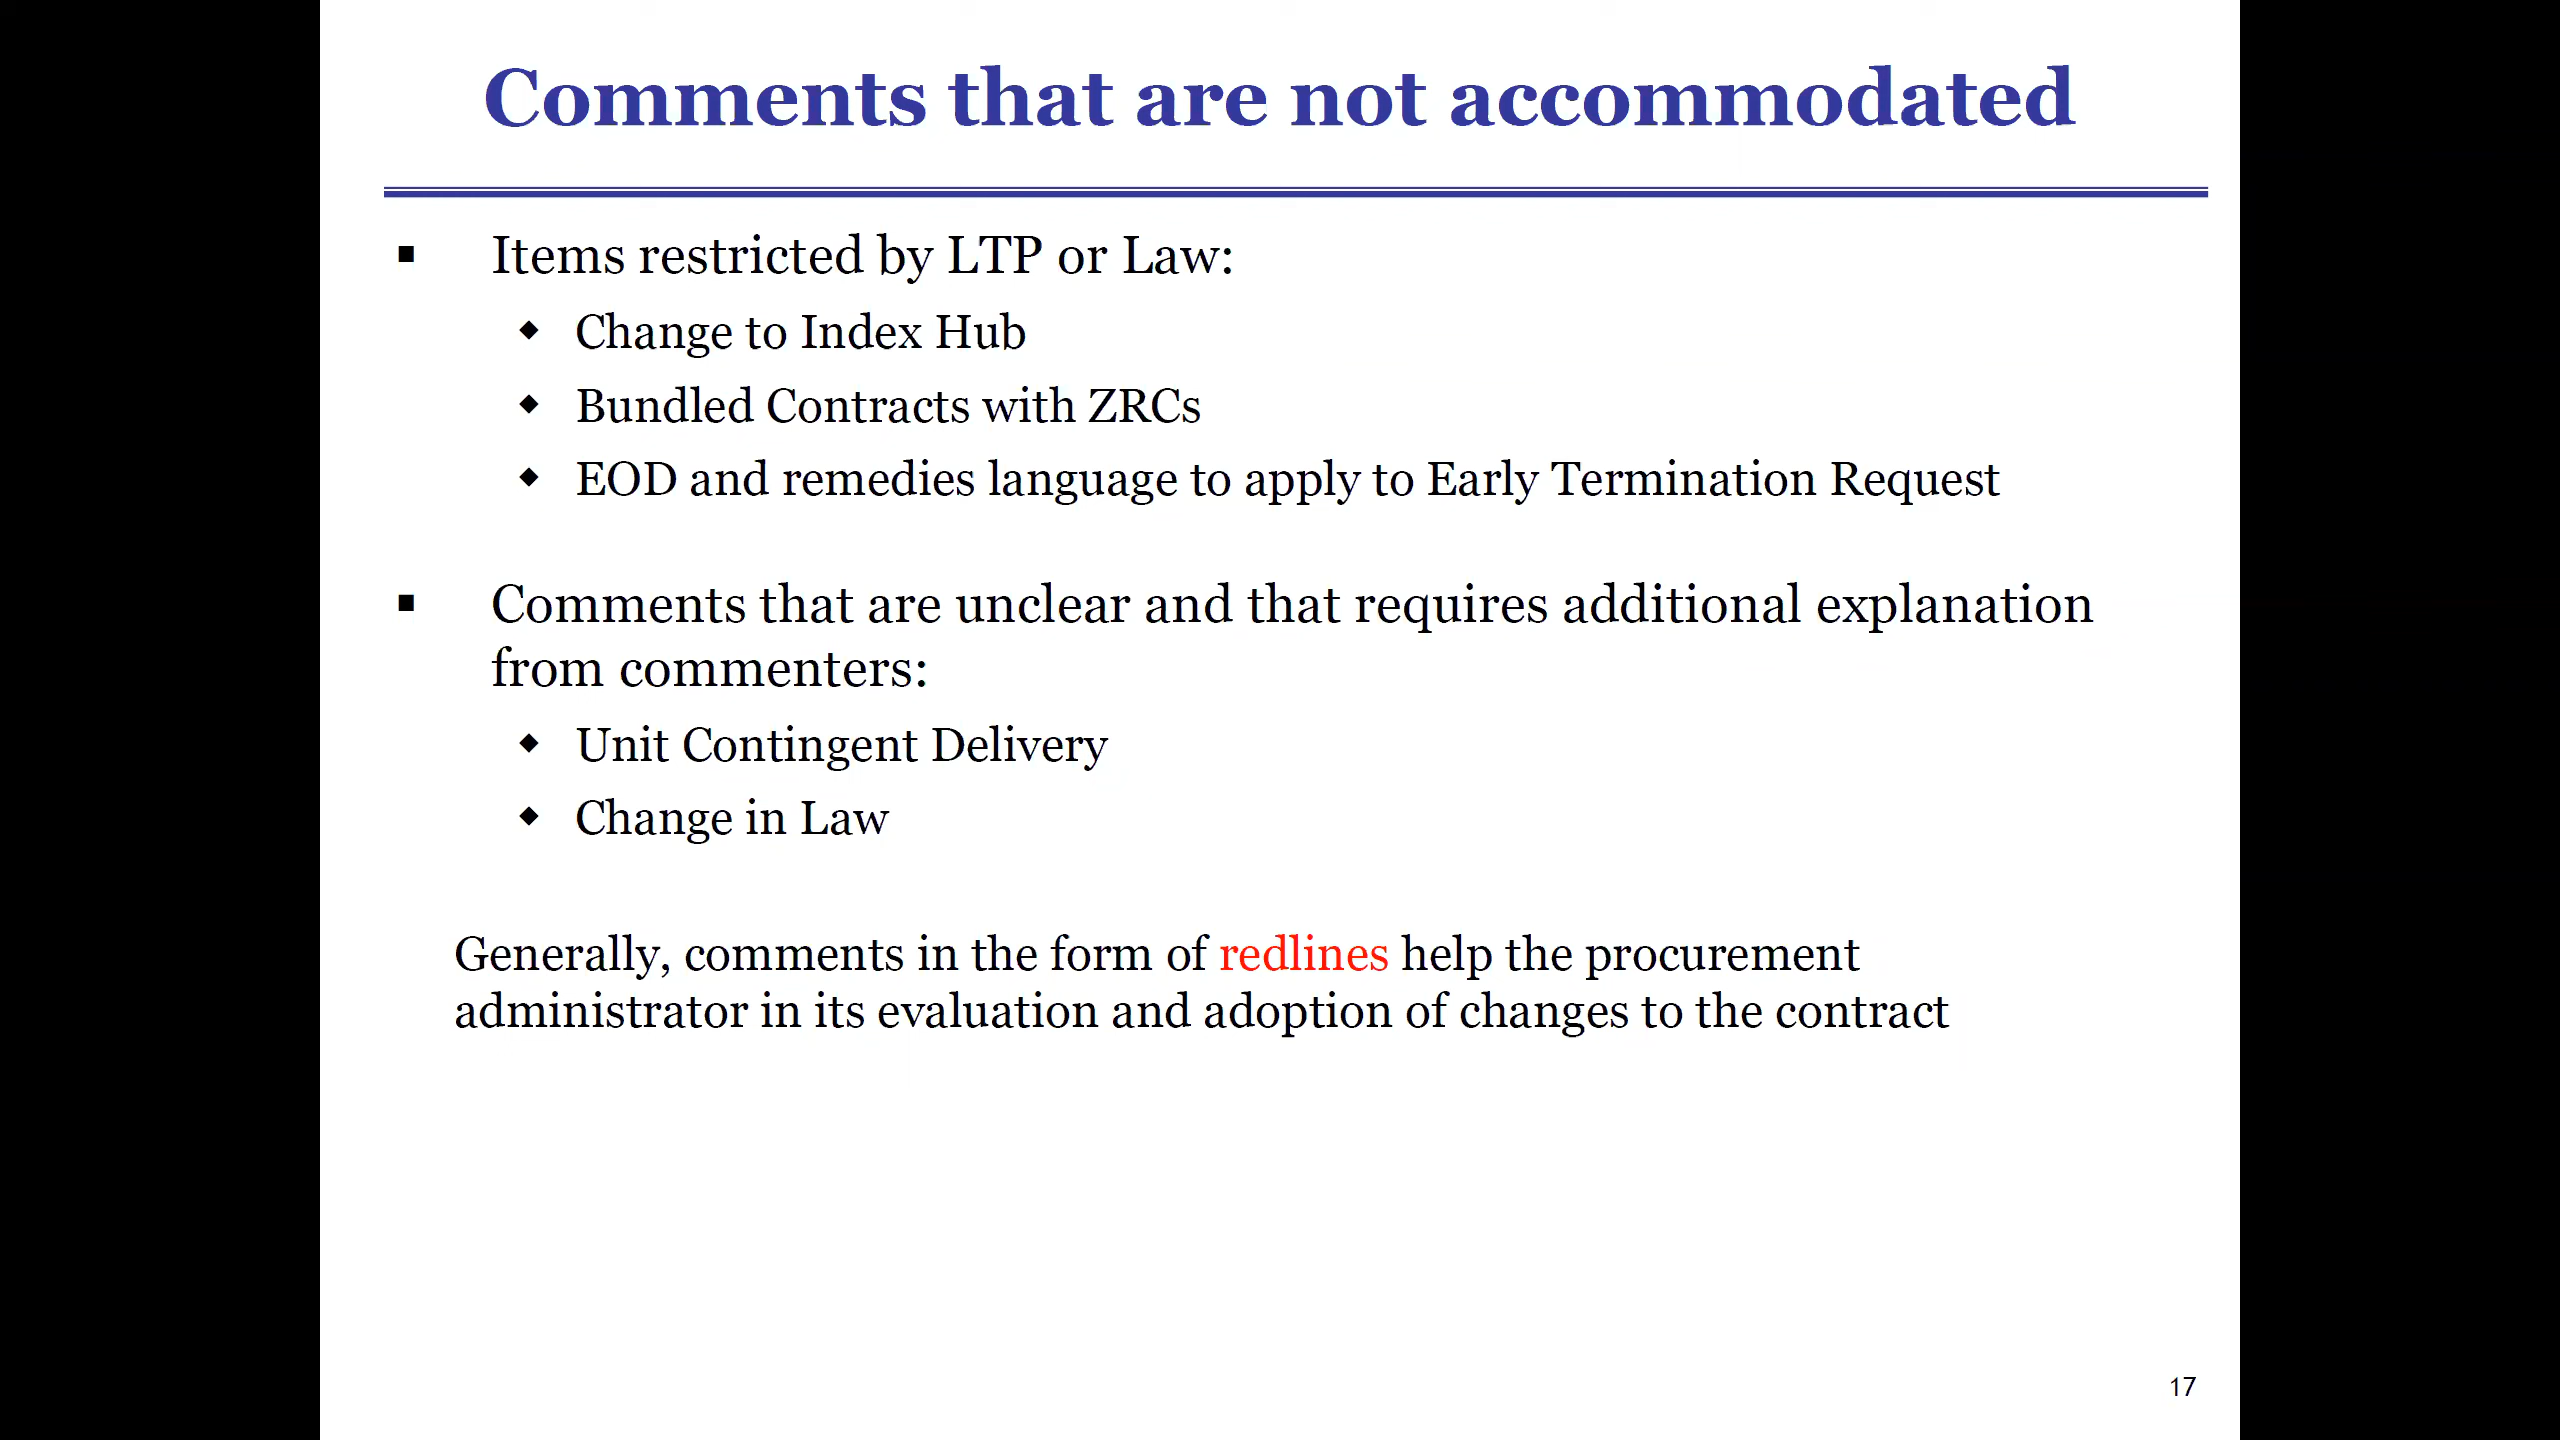 Comments that are not accommodated
▪ Items restricted by LTP or Law:
◆ Change to Index Hub
◆ Bundled Contracts with ZRCs
◆ EOD and remedies language to apply to Early Termination Request
▪ Comments that are unclear and that requires additional explanation
from commenters:
◆ Unit Contingent Delivery
◆ Change in Law
Generally, comments in the form of redlines help the procurement
administrator in its evaluation and adoption of changes to the contract
17